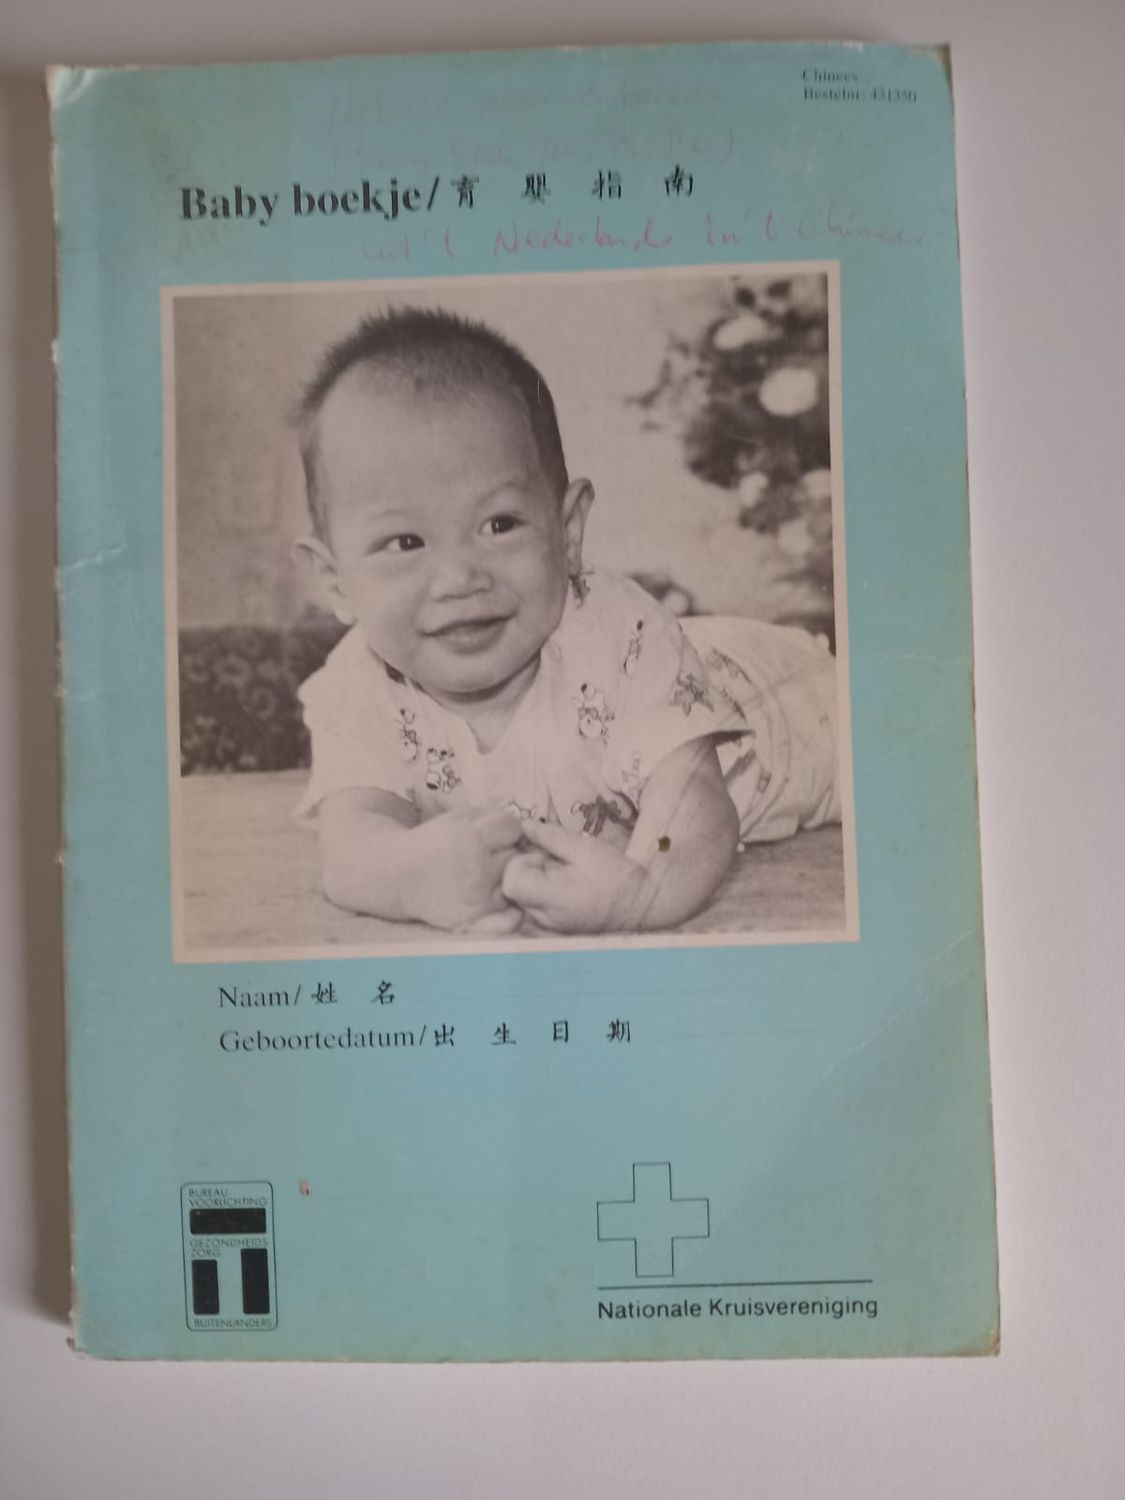 Chinees
Bestelnr. 431350
Baby boekje/育 嬰 指 南
uit't Nederlands in't Chinees
Naam/姓 名
Geboortedatum/出 生 日 期
BUREAU
VOORLICHTING
GEZONDHEIDS
ZORG
BUITENLANDERS
Nationale Kruisvereniging